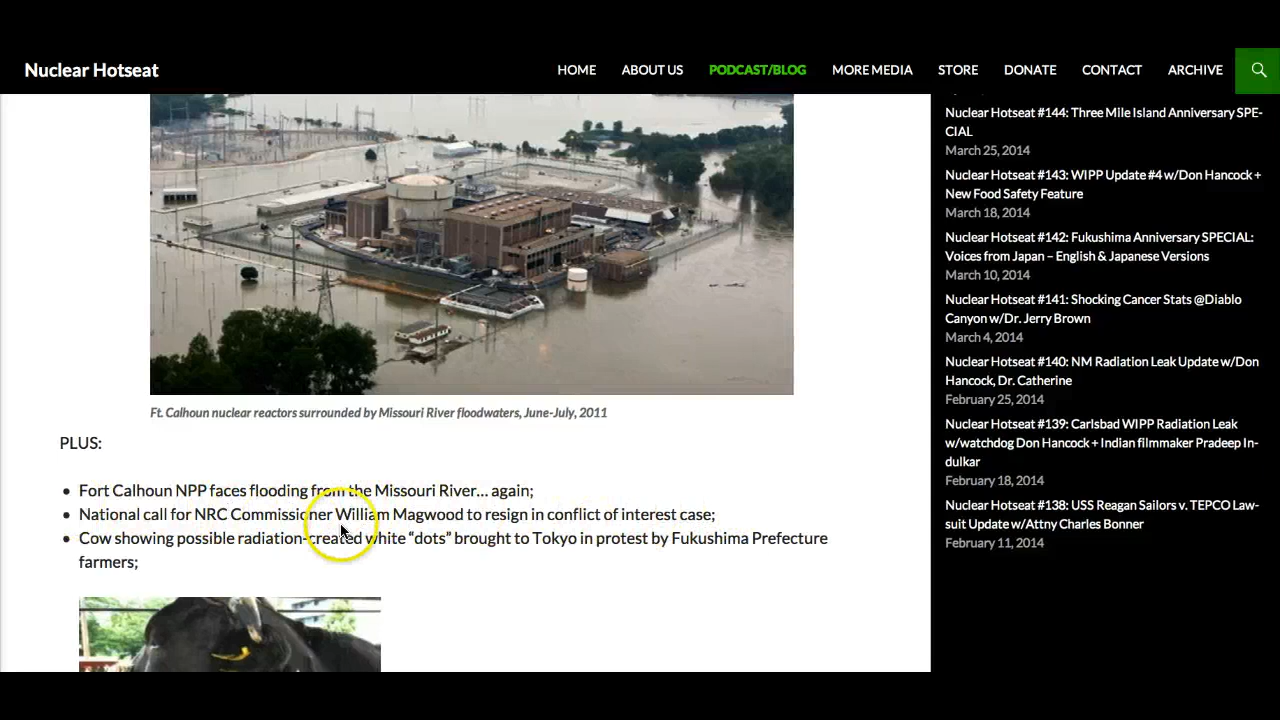 Nuclear Hotseat
HOME ABOUT US PODCAST/BLOG MORE MEDIA STORE DONATE CONTACT ARCHIVE
Ft. Calhoun nuclear reactors surrounded by Missouri River floodwaters, June-July, 2011
PLUS:
Fort Calhoun NPP faces flooding from the Missouri River... again;
National call for NRC Commissioner William Magwood to resign in conflict of interest case;
Cow showing possible radiation-created white “dots” brought to Tokyo in protest by Fukushima Prefecture
farmers;
Nuclear Hotseat #144: Three Mile Island Anniversary SPE-
CIAL
March 25, 2014
Nuclear Hotseat #143: WIPP Update #4 w/Don Hancock +
New Food Safety Feature
March 18, 2014
Nuclear Hotseat #142: Fukushima Anniversary SPECIAL:
Voices from Japan – English & Japanese Versions
March 10, 2014
Nuclear Hotseat #141: Shocking Cancer Stats @Diablo
Canyon w/Dr. Jerry Brown
March 4, 2014
Nuclear Hotseat #140: NM Radiation Leak Update w/Don
Hancock, Dr. Catherine
February 25, 2014
Nuclear Hotseat #139: Carlsbad WIPP Radiation Leak
w/watchdog Don Hancock + Indian filmmaker Pradeep In-
dulkar
February 18, 2014
Nuclear Hotseat #138: USS Reagan Sailors v. TEPCO Law-
suit Update w/Attny Charles Bonner
February 11, 2014